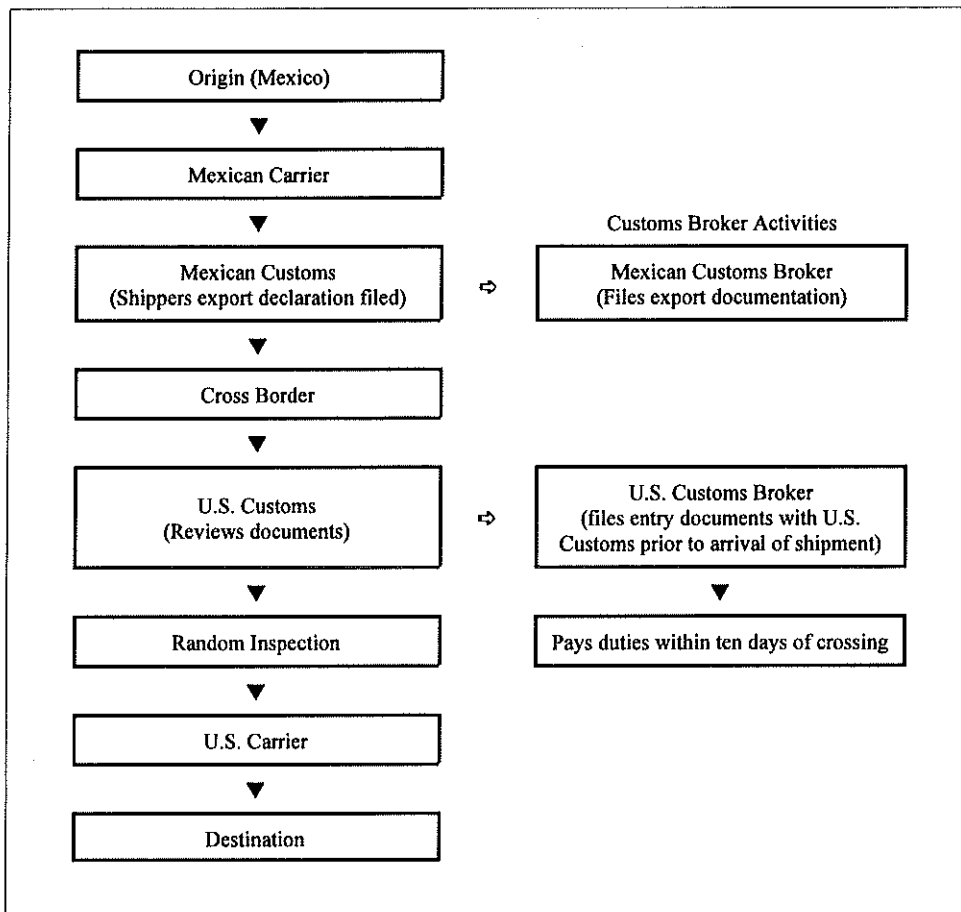 Origin (Mexico)
Mexican Carrier
Customs Broker Activities
Mexican Customs
(Shippers export declaration filed)
Mexican Customs Broker
(Files export documentation)
Cross Border
U.S. Customs
(Reviews documents)
U.S. Customs Broker
(files entry documents with U.S.
Customs prior to arrival of shipment)
Random Inspection
Pays duties within ten days of crossing
U.S. Carrier
Destination